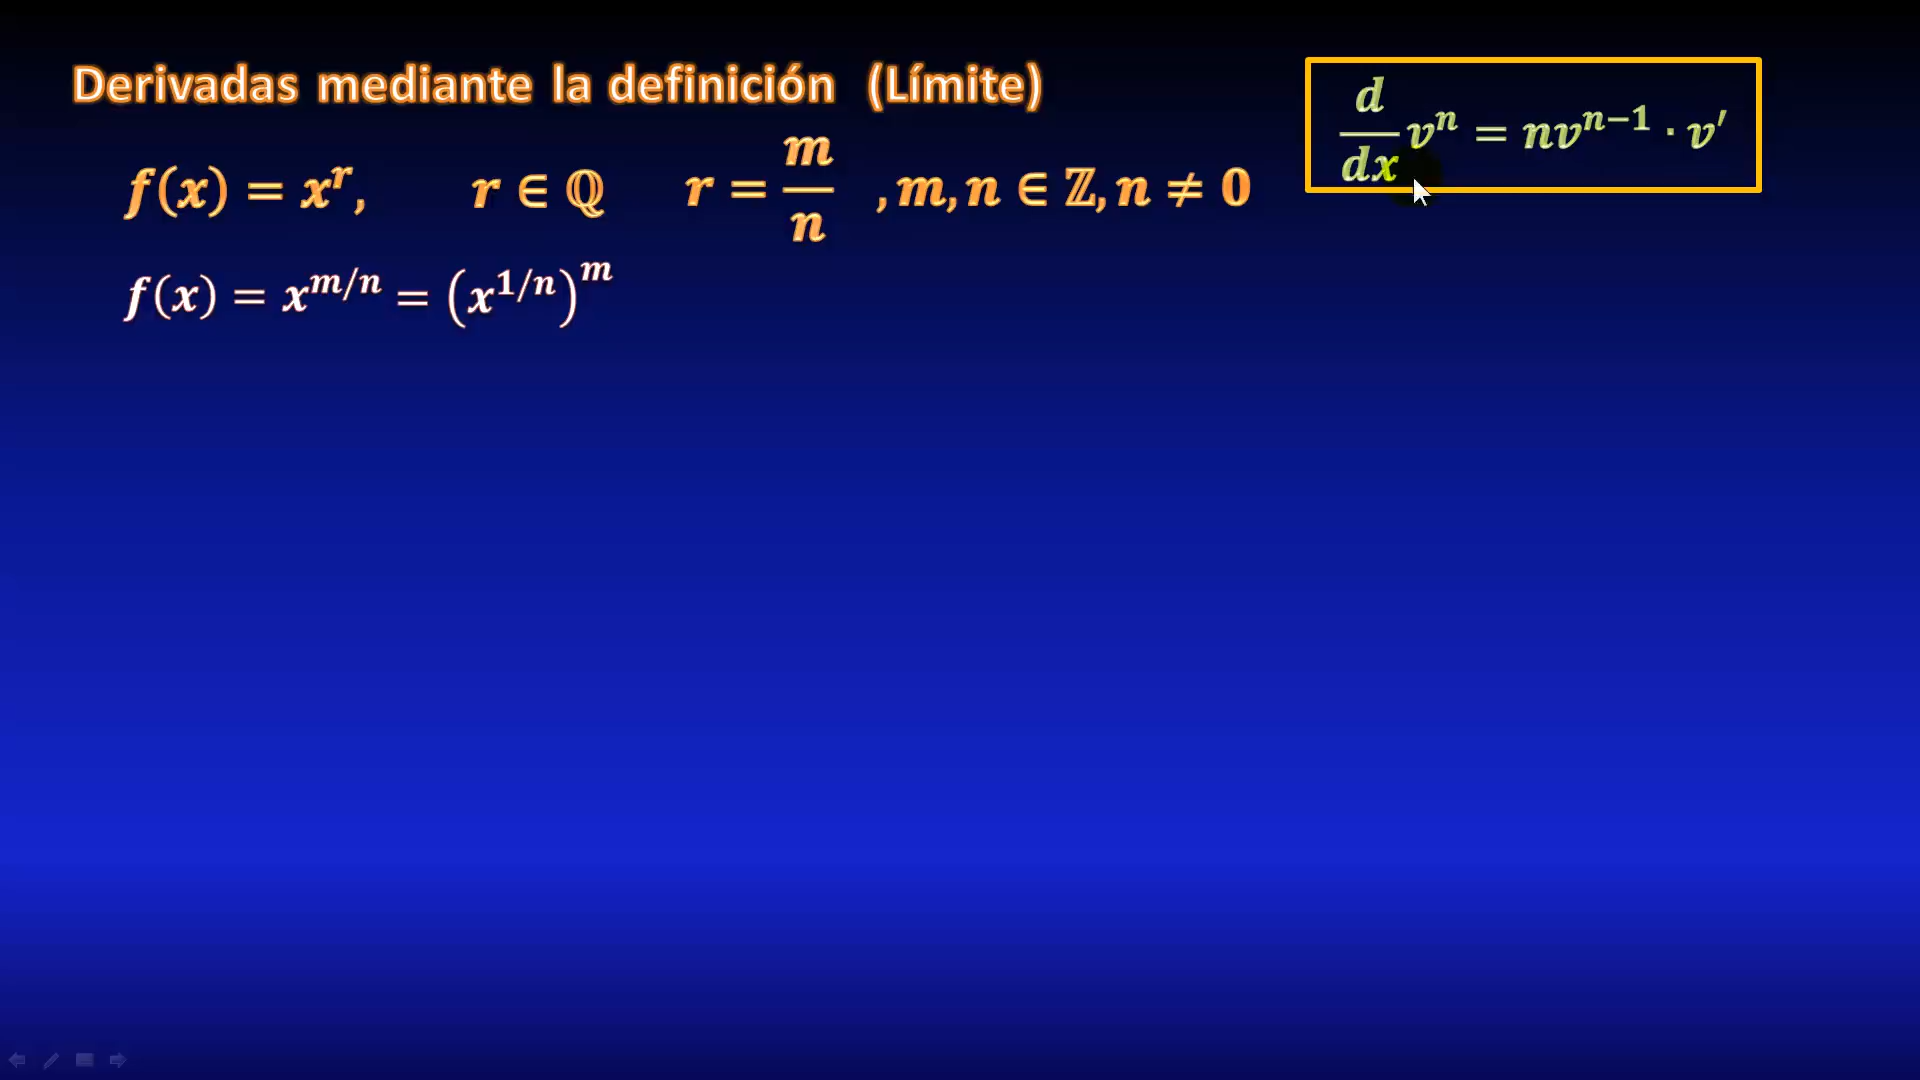 Derivadas mediante la definición (Límite)
f(x) = x^r, r ∈ ℚ r = m/n , m, n ∈ ℤ, n ≠ 0
d/dx v^n = nv^{n−1} · v′
f(x) = x^{m/n} = (x^{1/n})^m